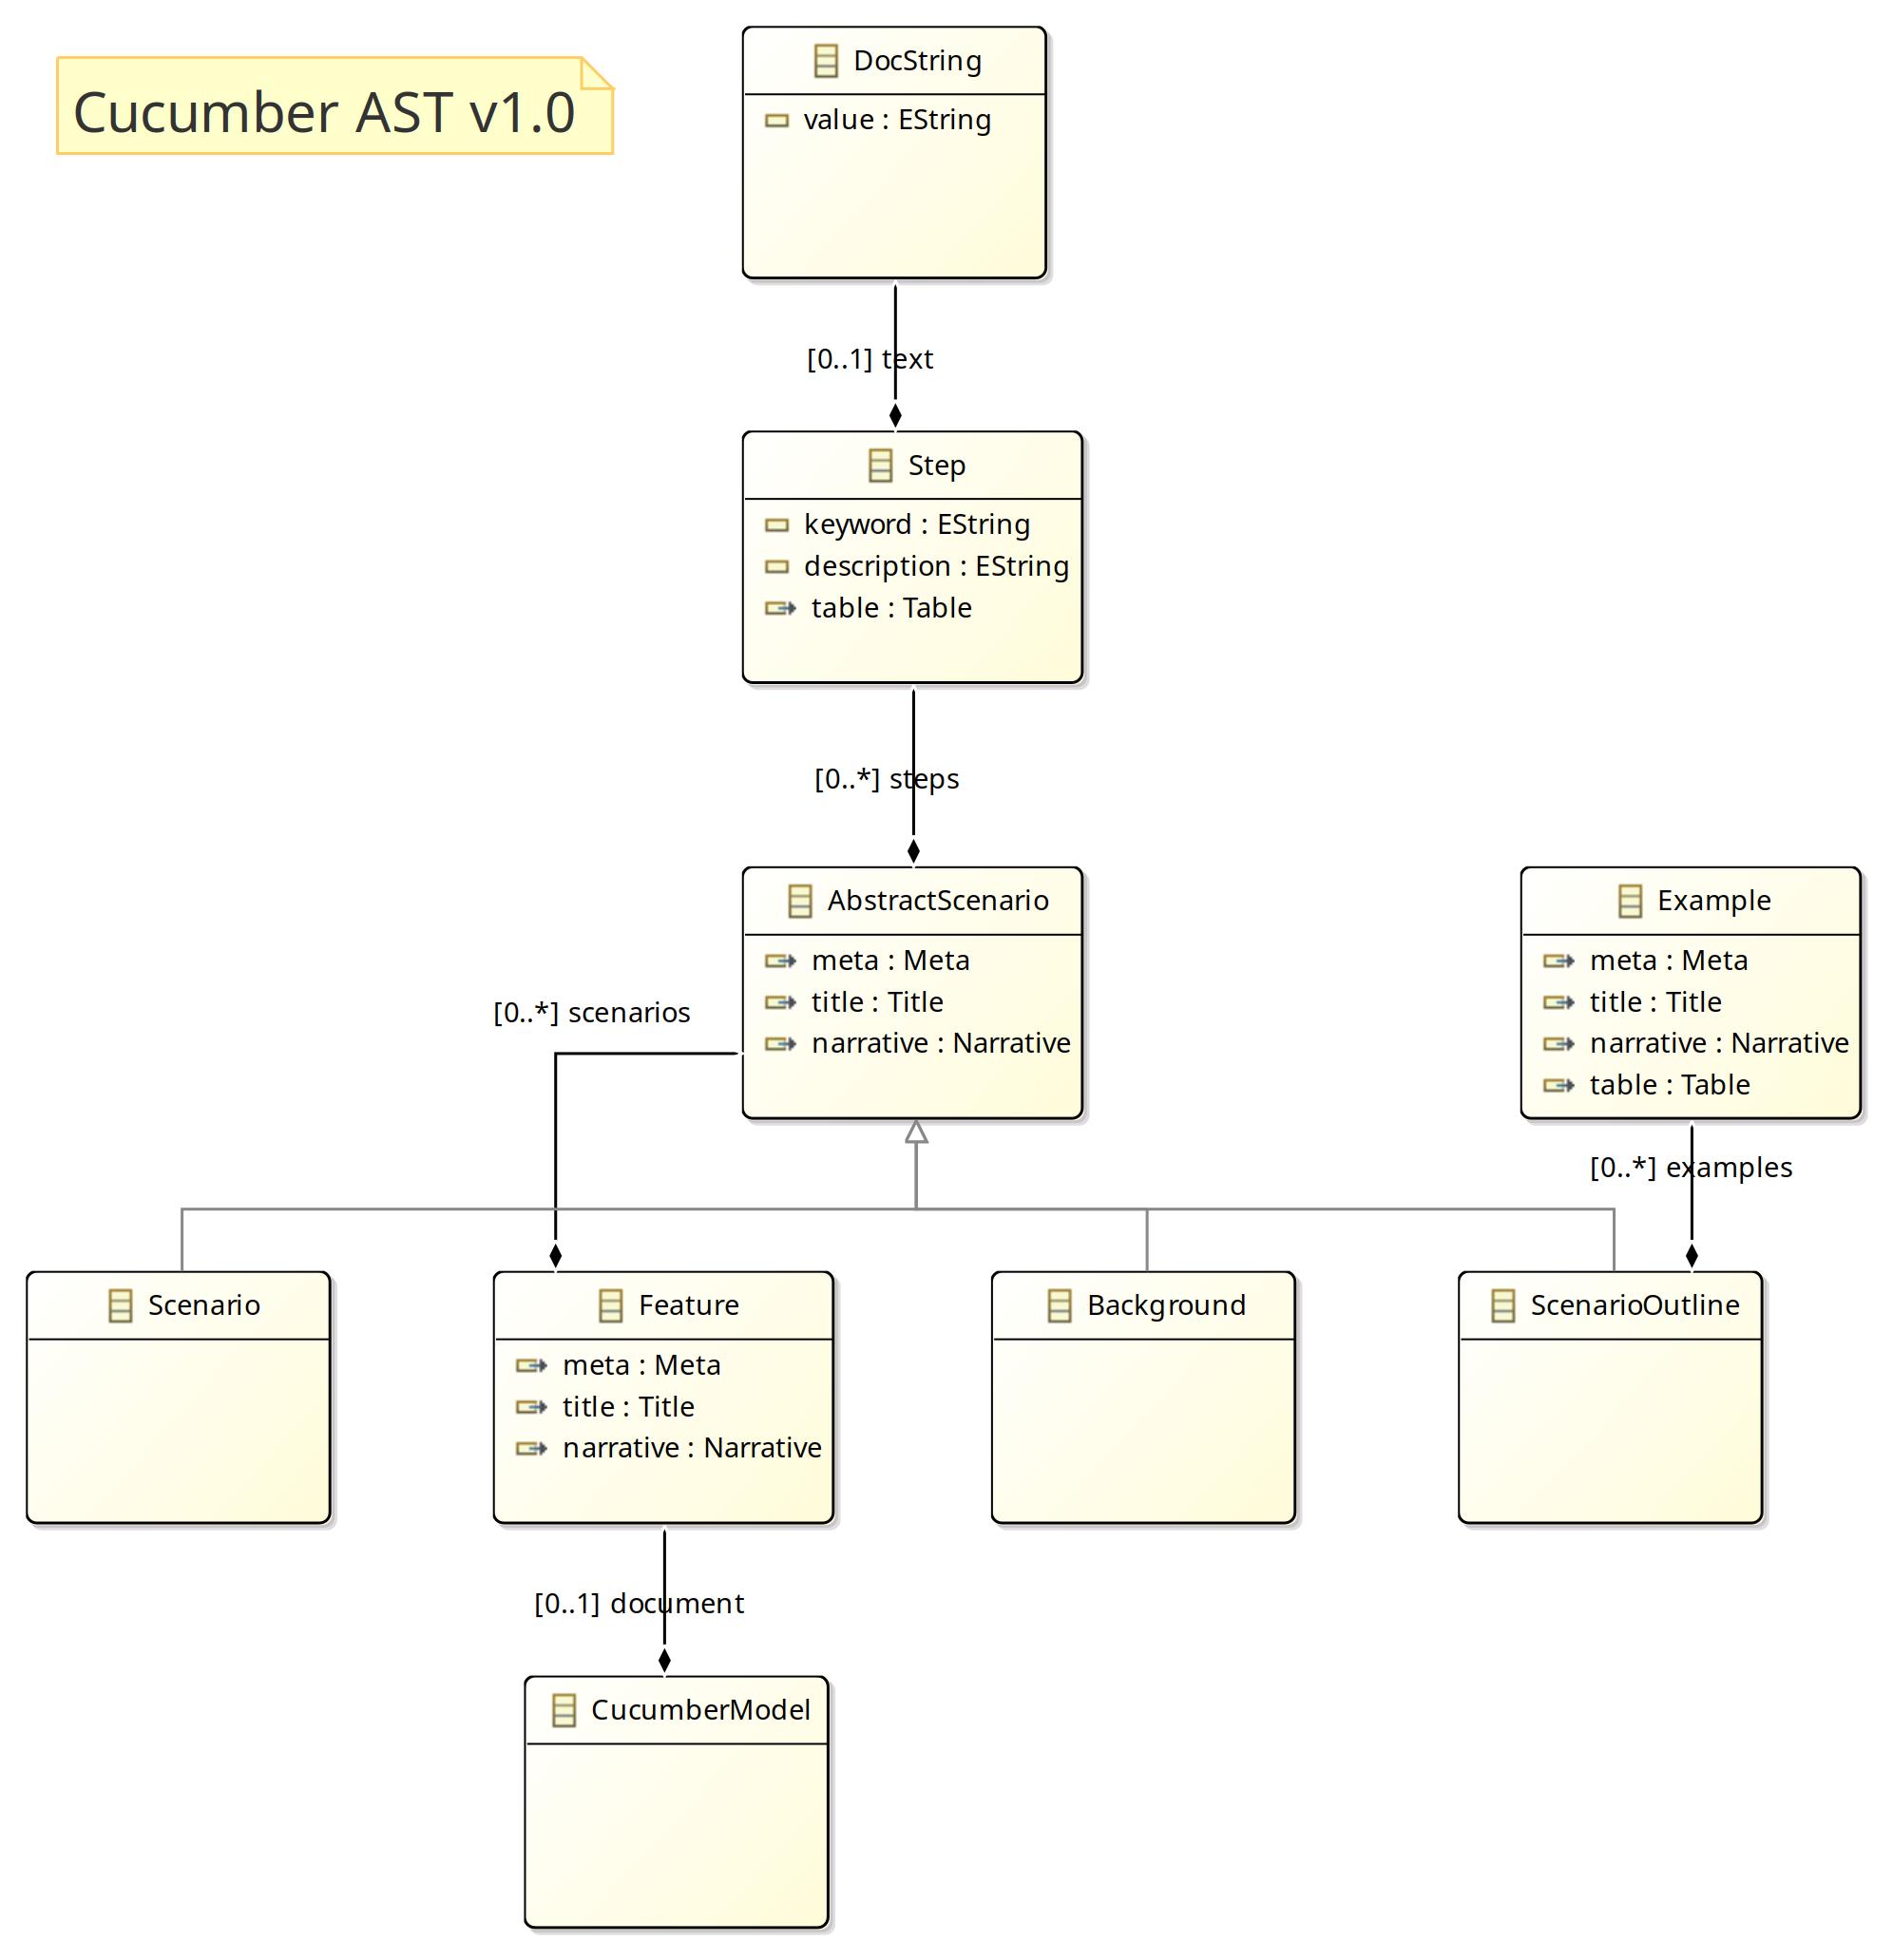 Cucumber AST v1.0
DocString
value : EString
[0..1] text
Step
keyword : EString
description : EString
table : Table
[0..*] steps
AbstractScenario
meta : Meta
title : Title
narrative : Narrative
Example
meta : Meta
title : Title
narrative : Narrative
table : Table
[0..*] scenarios
[0..*] examples
Scenario
Feature
meta : Meta
title : Title
narrative : Narrative
Background
ScenarioOutline
[0..1] document
CucumberModel